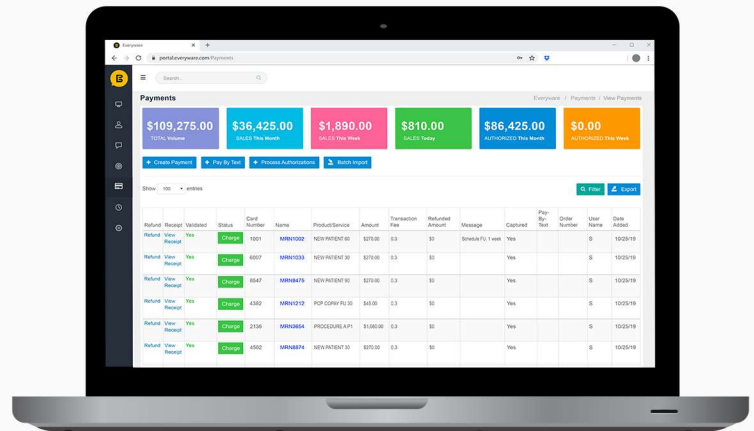 Everyware
portal.everyware.com/Payments
Search...
Payments
Everyware / Payments / View Payments
$109,275.00
TOTAL Volume
$36,425.00
SALES This Month
$1,890.00
SALES This Week
$810.00
SALES Today
$86,425.00
AUTHORIZED This Month
$0.00
AUTHORIZED This Week
+ Create Payment + Pay By Text + Process Authorizations Batch Import
Show 100 entries Filter Export
Refund Receipt Validated Status Card Number Name Product/Service Amount Transaction Fee Refunded Amount Message Captured Pay-By-Text Order Number User Name Date Added
Refund View Receipt Yes Charge 1001 MRN1002 NEW PATIENT 60 $270.00 0.3 $0 Schedule FU, 1 week Yes S 10/25/19
Refund View Receipt Yes Charge 6007 MRN1033 NEW PATIENT 30 $270.00 0.3 $0 Yes S 10/25/19
Refund View Receipt Yes Charge 6547 MRN9475 NEW PATIENT 60 $270.00 0.3 $0 Yes S 10/25/19
Refund View Receipt Yes Charge 4382 MRN1212 POP COPAY FU 30 $45.00 0.3 $0 Yes S 10/25/19
Refund View Receipt Yes Charge 2136 MRN3654 PROCEDURE A P1 0.3 $0 Yes S 10/25/19
Refund View Receipt Yes Charge 4502 MRN8874 NEW PATIENT 30 $270.00 0.3 $0 Yes S 10/25/19